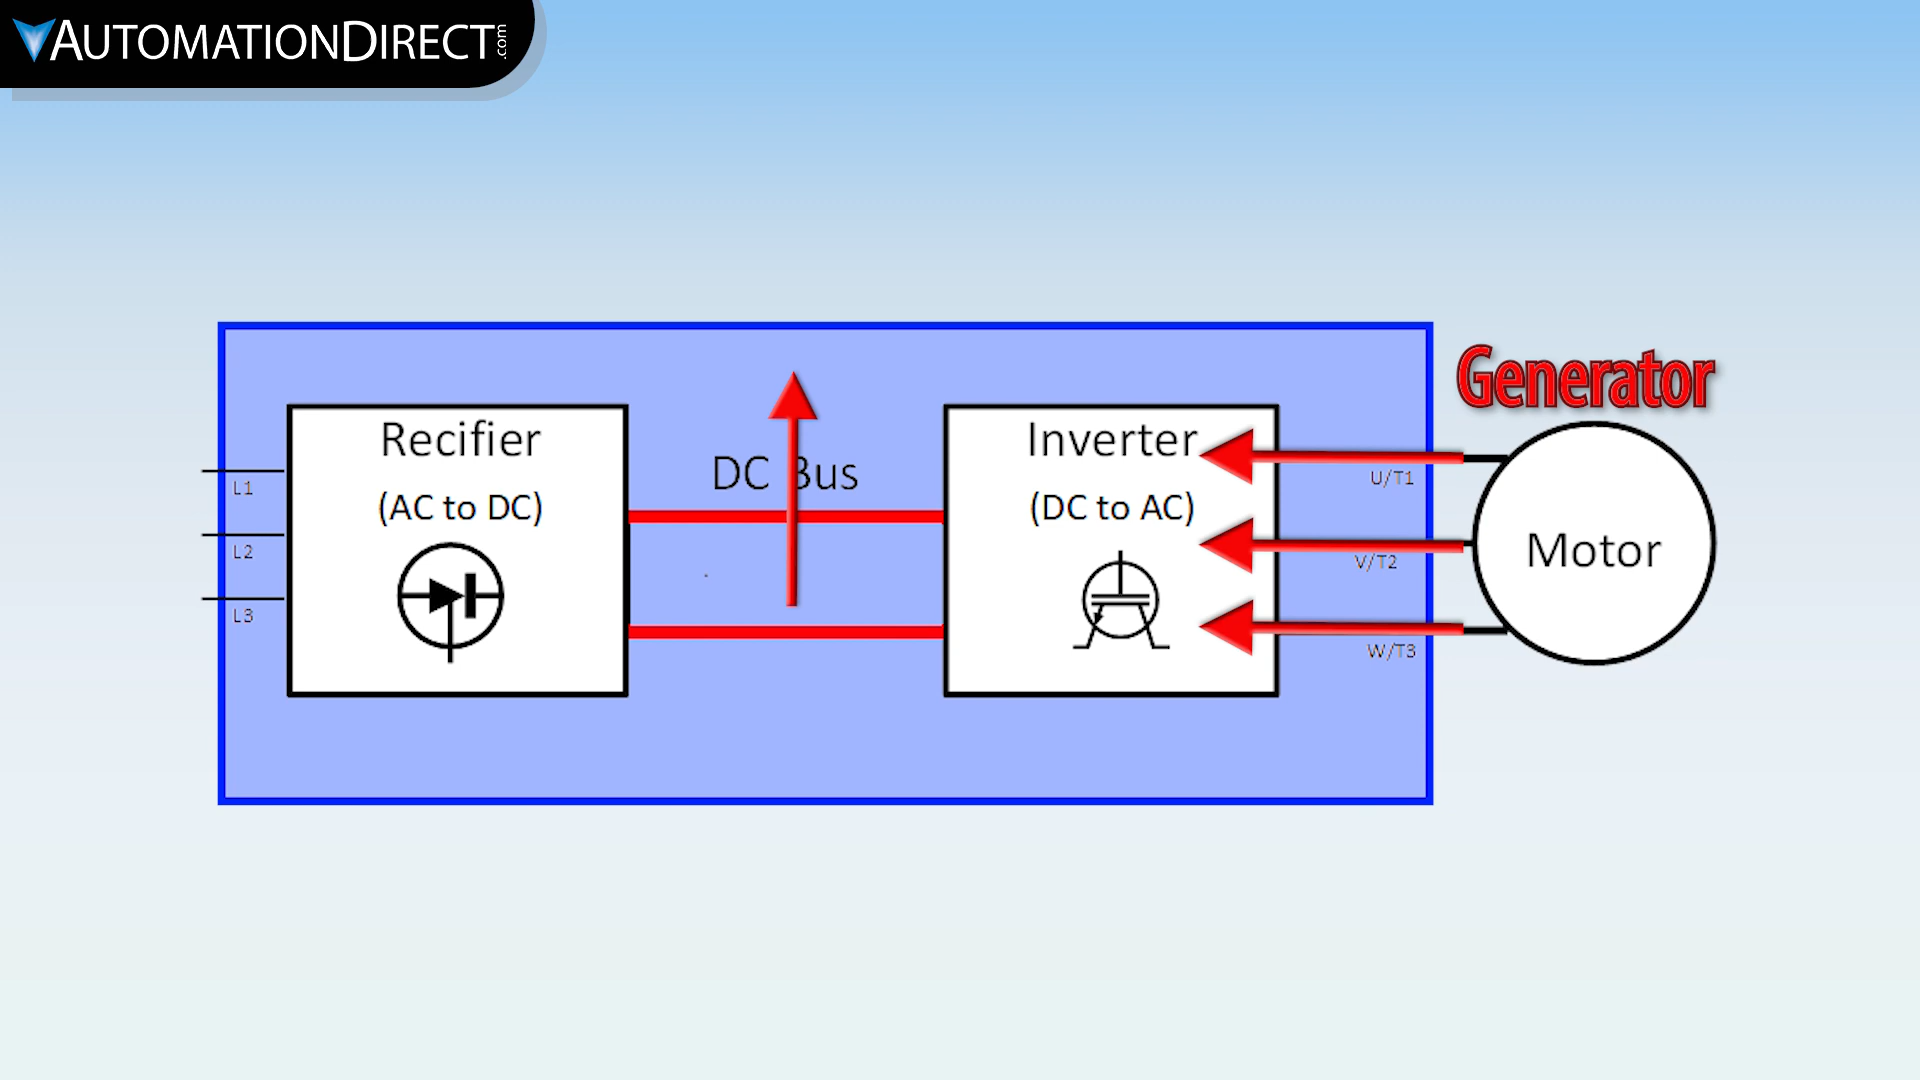 AUTOMATIONDIRECT.com
Generator
Recifier
(AC to DC)
L1
L2
L3
DC Bus
Inverter
(DC to AC)
U/T1
V/T2
W/T3
Motor